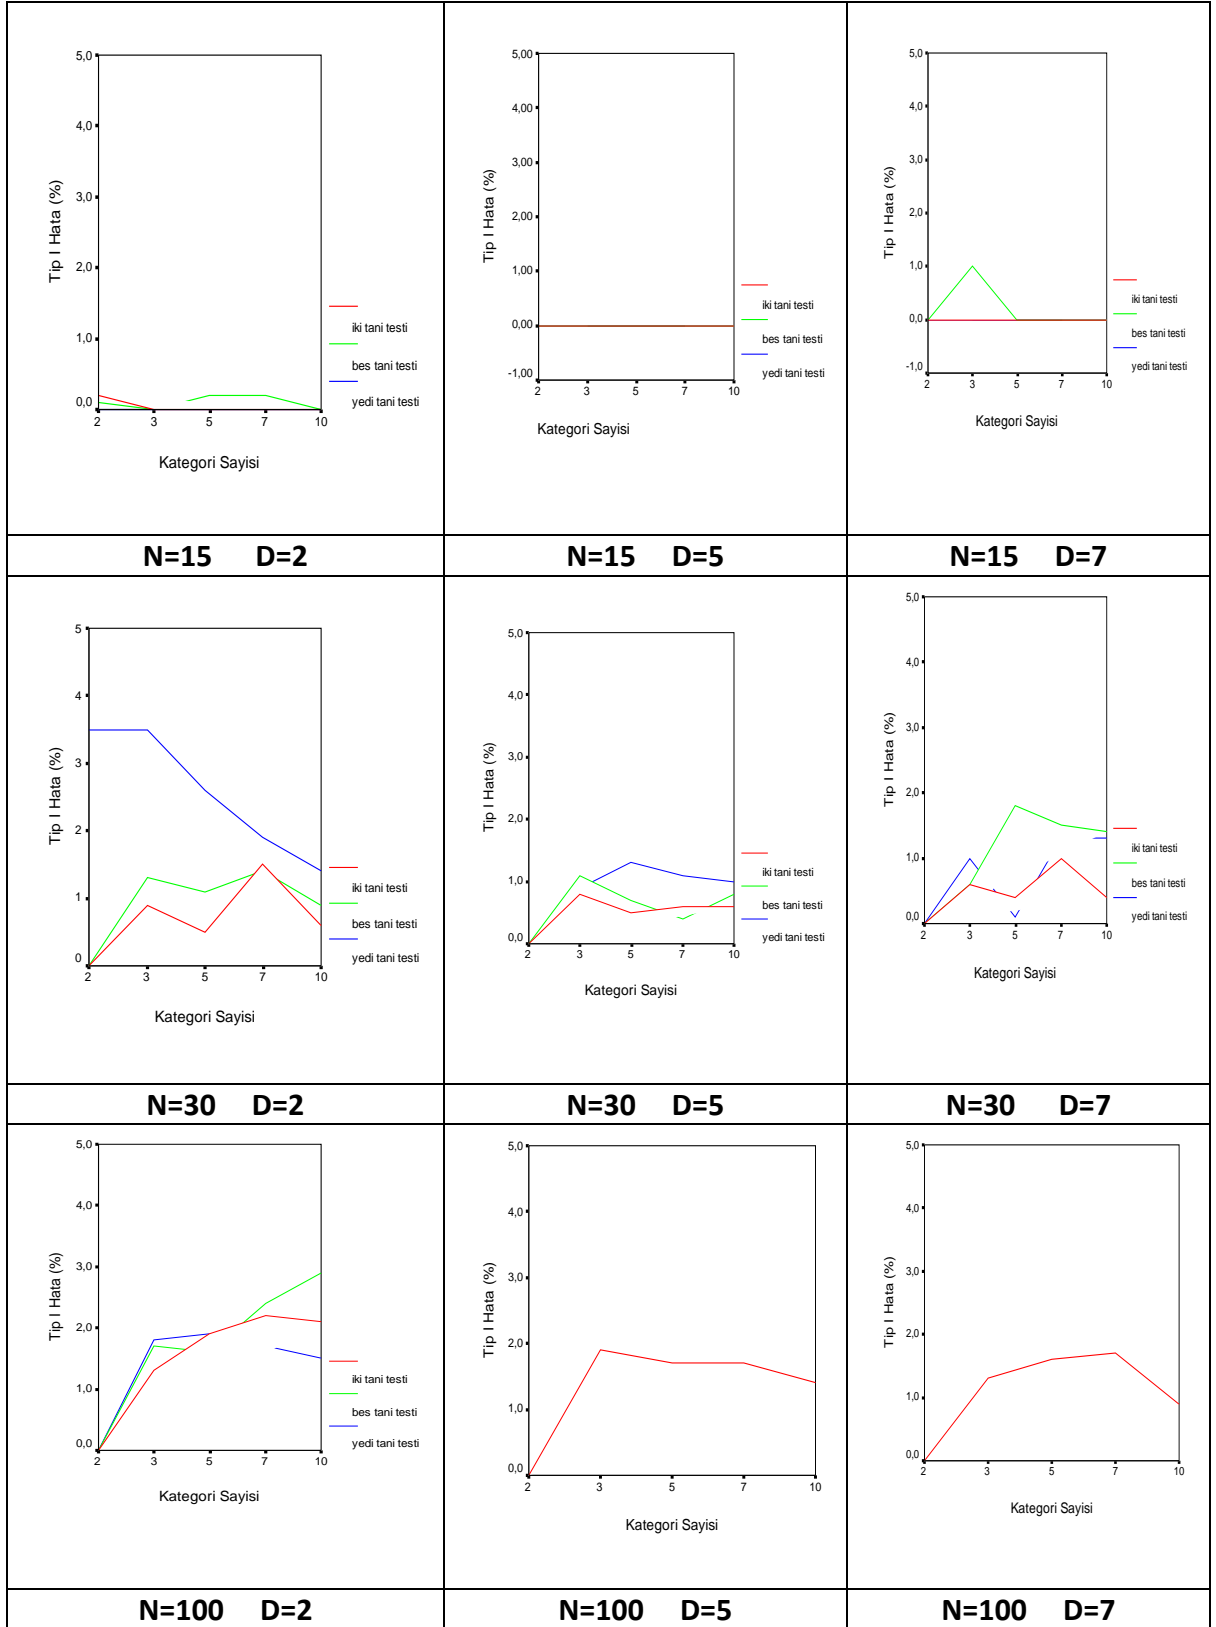 5,0
4,0
3,0
2,0
1,0
0,0
Tip I Hata (%)
2 3 5 7 10
Kategori Sayisi
iki tani testi
bes tani testi
yedi tani testi
5,00
4,00
3,00
2,00
1,00
0,00
-1,00
Tip I Hata (%)
2 3 5 7 10
Kategori Sayisi
iki tani testi
bes tani testi
yedi tani testi
5,0
4,0
3,0
2,0
1,0
0,0
-1,0
Tip I Hata (%)
2 3 5 7 10
Kategori Sayisi
iki tani testi
bes tani testi
yedi tani testi
N=15 D=2
N=15 D=5
N=15 D=7
5
4
3
2
1
0
Tip I Hata (%)
2 3 5 7 10
Kategori Sayisi
iki tani testi
bes tani testi
yedi tani testi
5,0
4,0
3,0
2,0
1,0
0,0
Tip I Hata (%)
2 3 5 7 10
Kategori Sayisi
iki tani testi
bes tani testi
yedi tani testi
5,0
4,0
3,0
2,0
1,0
0,0
Tip I Hata (%)
2 3 5 7 10
Kategori Sayisi
iki tani testi
bes tani testi
yedi tani testi
N=30 D=2
N=30 D=5
N=30 D=7
5,0
4,0
3,0
2,0
1,0
0,0
Tip I Hata (%)
2 3 5 7 10
Kategori Sayisi
iki tani testi
bes tani testi
yedi tani testi
5,0
4,0
3,0
2,0
1,0
0,0
Tip I Hata (%)
2 3 5 7 10
Kategori Sayisi
5,0
4,0
3,0
2,0
1,0
0,0
Tip I Hata (%)
2 3 5 7 10
Kategori Sayisi
N=100 D=2
N=100 D=5
N=100 D=7